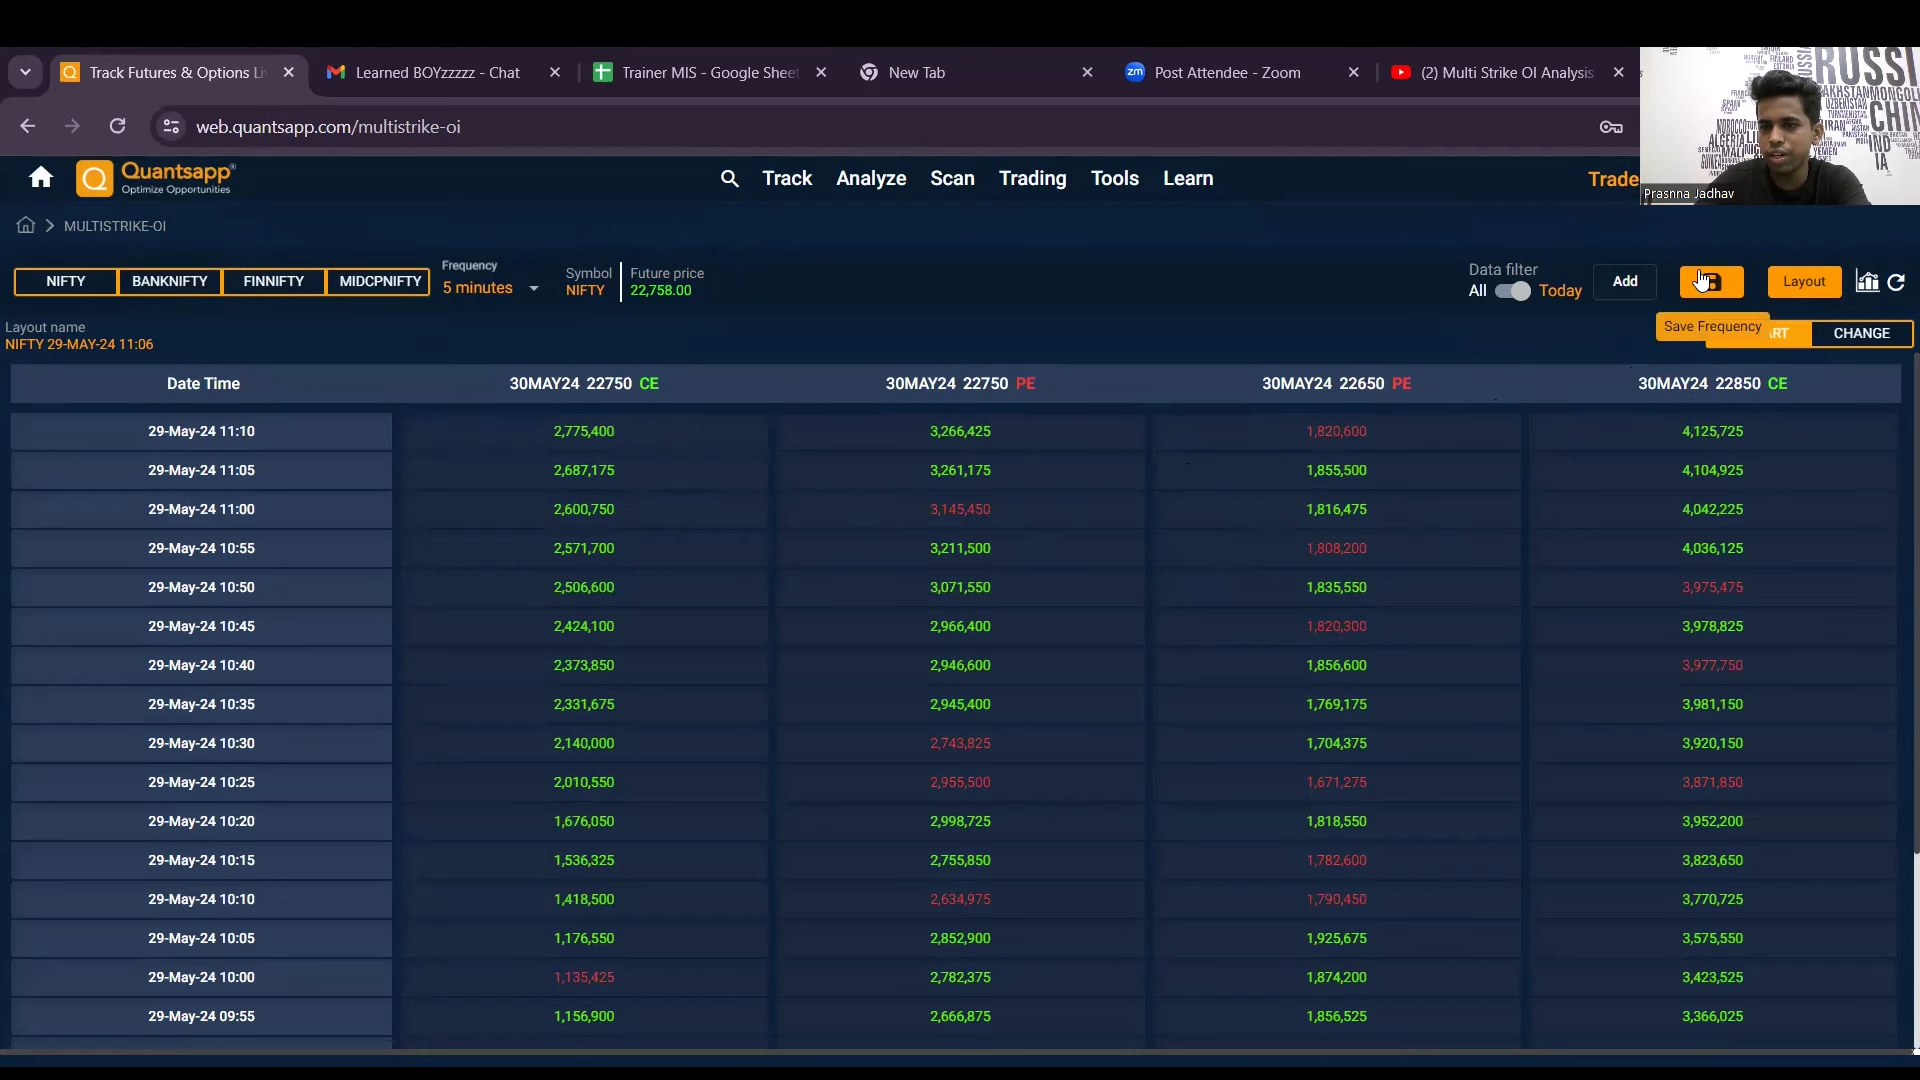 Track Futures & Options Li
Learned BOYzzzzz - Chat
Trainer MIS - Google Sheet
New Tab
zm Post Attendee - Zoom
(2) Multi Strike OI Analysis
web.quantsapp.com/multistrike-oi
Prasnna Jadhav
Quantsapp®
Optimize Opportunities
Track Analyze Scan Trading Tools Learn
Trade
MULTISTRIKE-OI
NIFTY BANKNIFTY FINNIFTY MIDCPNIFTY
Frequency
5 minutes
Symbol
NIFTY
Future price
22,758.00
Data filter
All Today
Add
Layout
Save Frequency
CHANGE
Layout name
NIFTY 29-MAY-24 11:06
Date Time 30MAY24 22750 CE 30MAY24 22750 PE 30MAY24 22650 PE 30MAY24 22850 CE
29-May-24 11:10 2,775,400 3,266,425 1,820,600 4,125,725
29-May-24 11:05 2,687,175 3,261,175 1,855,500 4,104,925
29-May-24 11:00 2,600,750 3,145,450 1,816,475 4,042,225
29-May-24 10:55 2,571,700 3,211,500 1,808,200 4,036,125
29-May-24 10:50 2,506,600 3,071,550 1,835,550 3,975,475
29-May-24 10:45 2,424,100 2,966,400 1,820,300 3,978,825
29-May-24 10:40 2,373,850 2,946,600 1,856,600 3,977,750
29-May-24 10:35 2,331,675 2,945,400 1,769,175 3,981,150
29-May-24 10:30 2,140,000 2,743,825 1,704,375 3,920,150
29-May-24 10:25 2,010,550 2,955,500 1,671,275 3,871,850
29-May-24 10:20 1,676,050 2,998,725 1,818,550 3,952,200
29-May-24 10:15 1,536,325 2,755,850 1,782,600 3,823,650
29-May-24 10:10 1,418,500 2,634,975 1,790,450 3,770,725
29-May-24 10:05 1,176,550 2,852,900 1,925,675 3,575,550
29-May-24 10:00 1,135,425 2,782,375 1,874,200 3,423,525
29-May-24 09:55 1,156,900 2,666,875 1,856,525 3,366,025